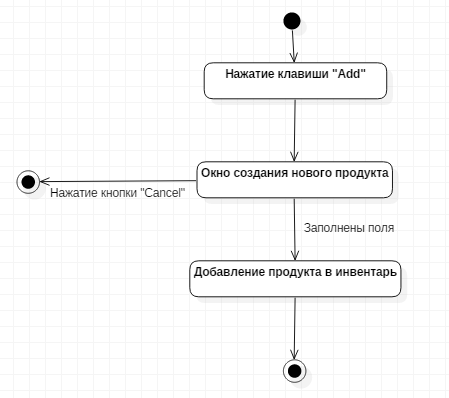 Нажатие клавиши "Add"
Окно создания нового продукта
Нажатие кнопки "Cancel"
Заполнены поля
Добавление продукта в инвентарь